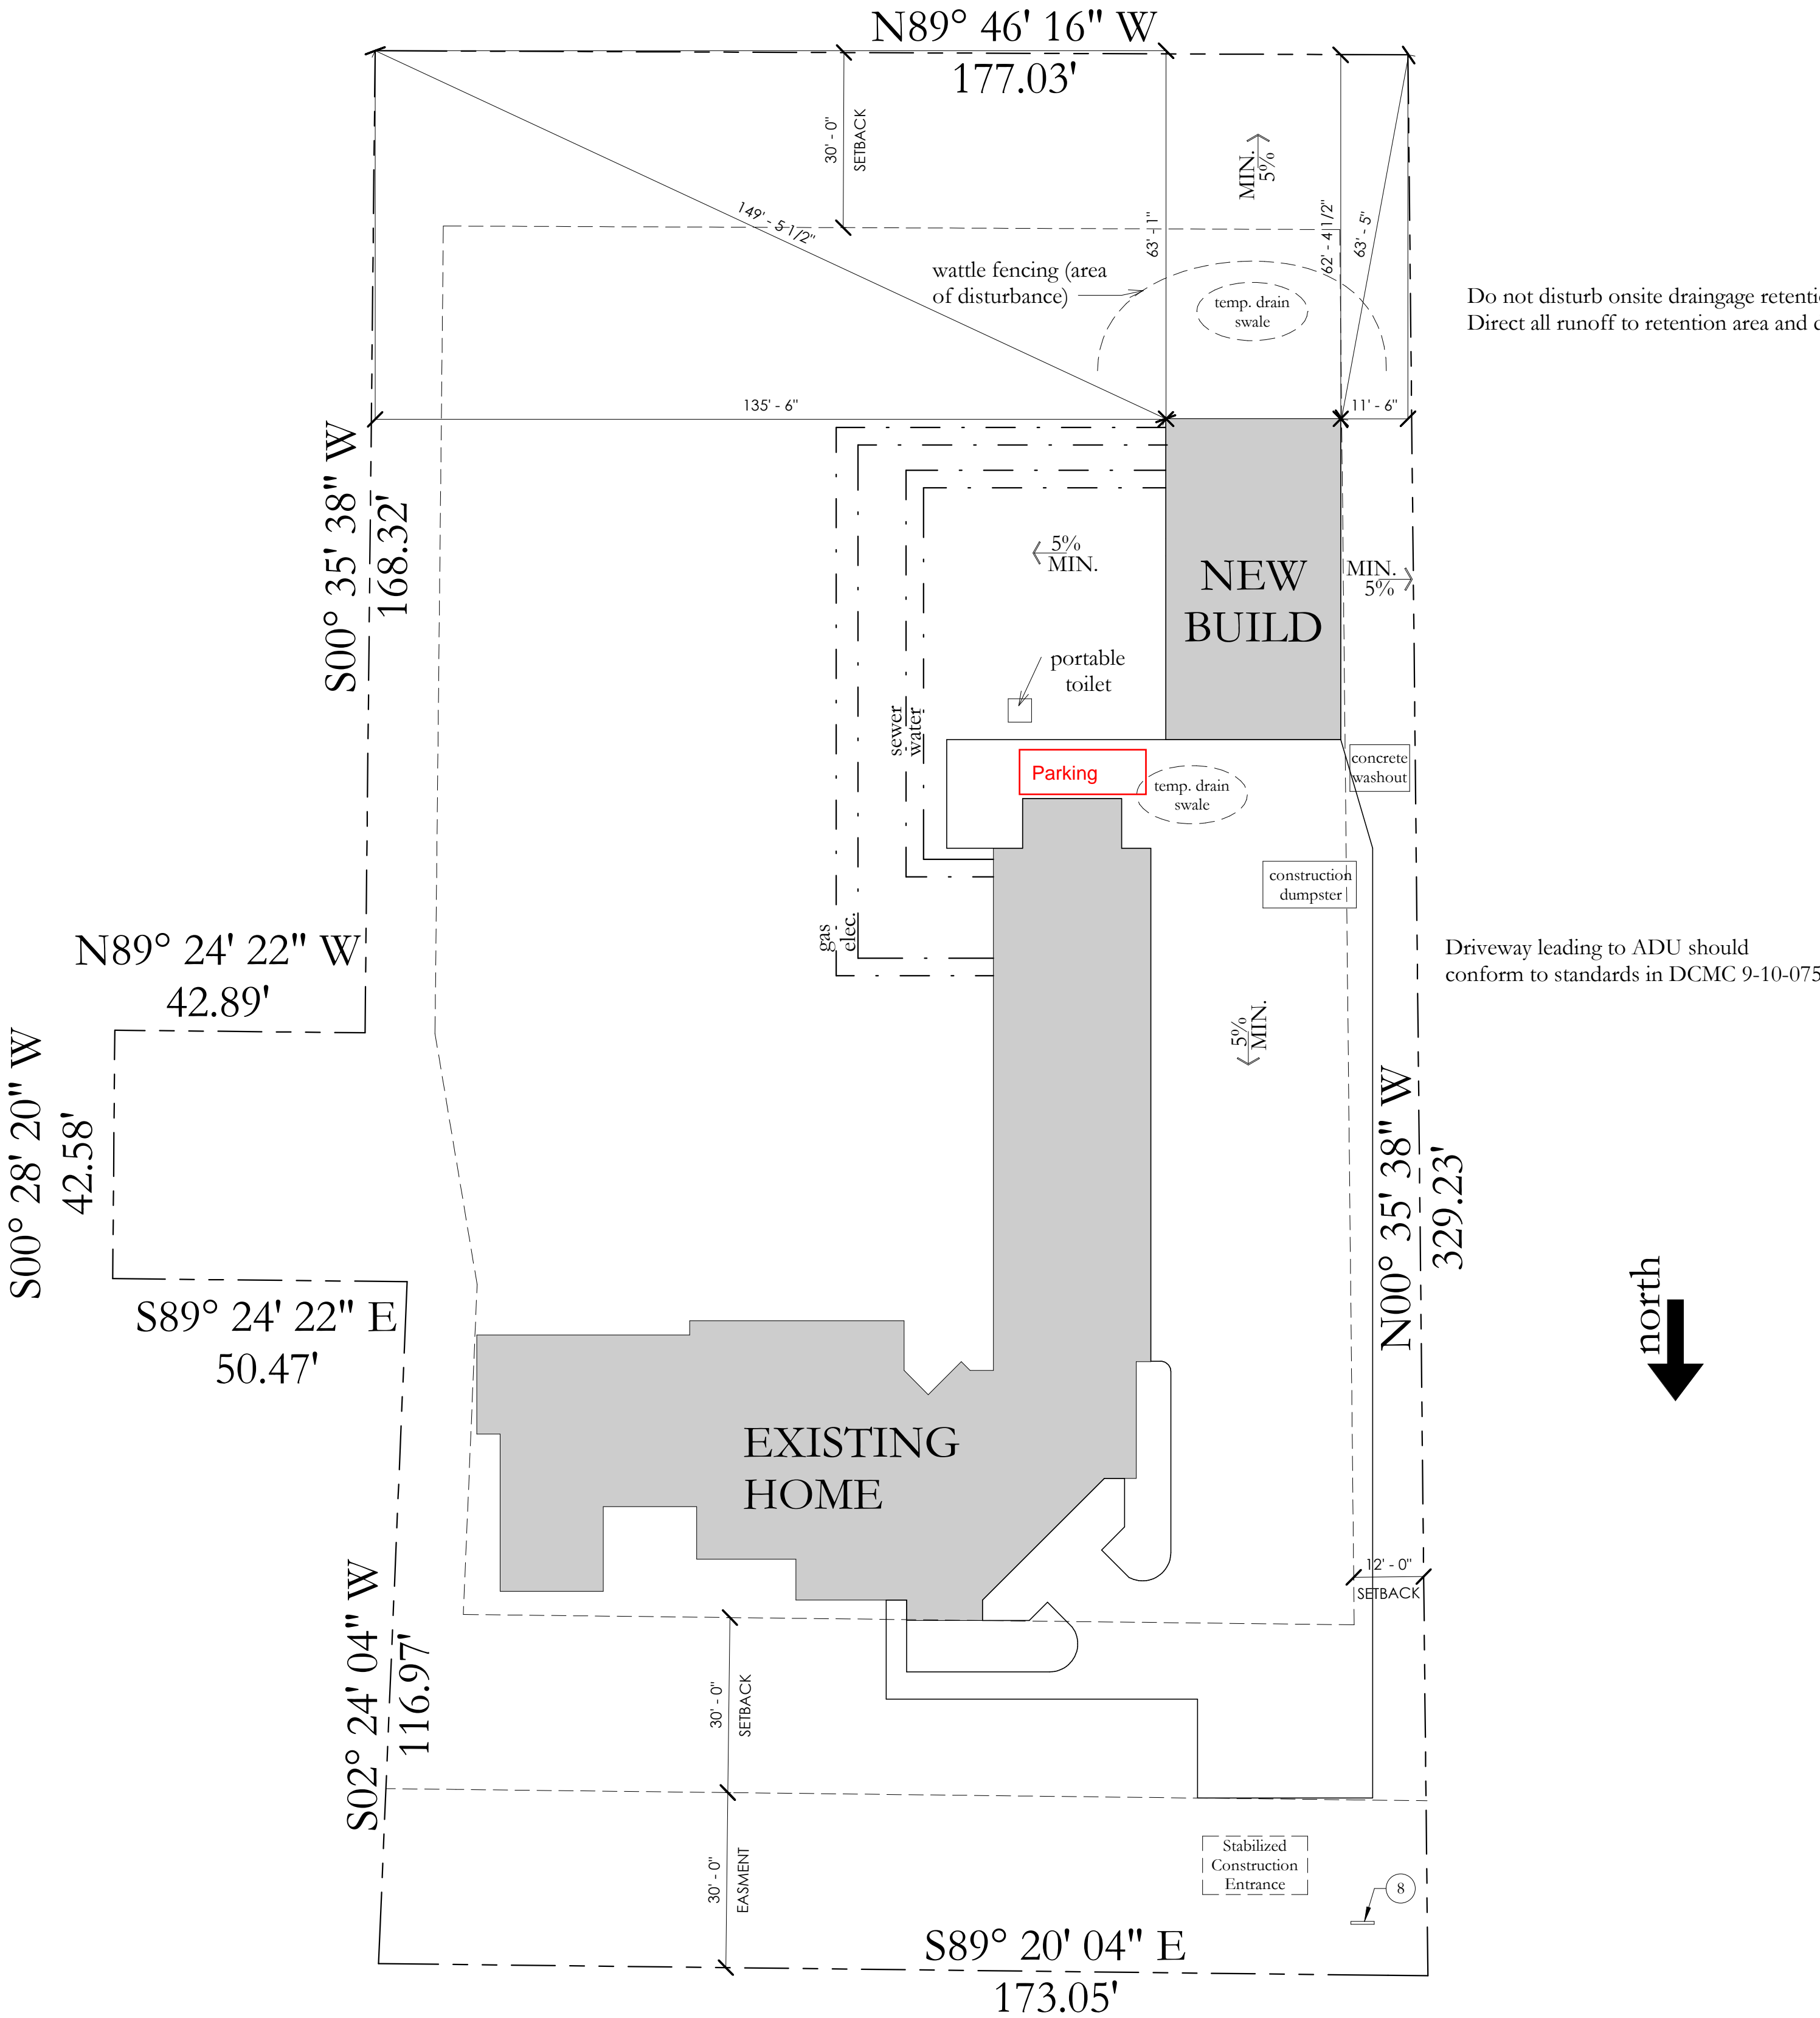 N89° 46' 16" W
177.03'
30' - 0"
SETBACK
MIN.
5%
149' - 5 1/2"
63' - 1"
62' - 4 1/2"
63' - 5"
wattle fencing (area
of disturbance)
temp. drain
swale
Do not disturb onsite draingage retenti
Direct all runoff to retention area and
135' - 6"
11' - 6"
S00° 35' 38" W
168.32'
5%
MIN.
NEW
BUILD
MIN.
5%
portable
toilet
sewer
water
Parking
temp. drain
swale
concrete
washout
construction
dumpster
gas
elec.
N89° 24' 22" W
42.89'
Driveway leading to ADU should
conform to standards in DCMC 9-10-075
5%
MIN.
S00° 28' 20" W
42.58'
N00° 35' 38" W
329.23'
S89° 24' 22" E
50.47'
north
EXISTING
HOME
12' - 0"
SETBACK
S02° 24' 04" W
116.97'
30' - 0"
SETBACK
30' - 0"
EASMENT
Stabilized
Construction
Entrance
8
S89° 20' 04" E
173.05'